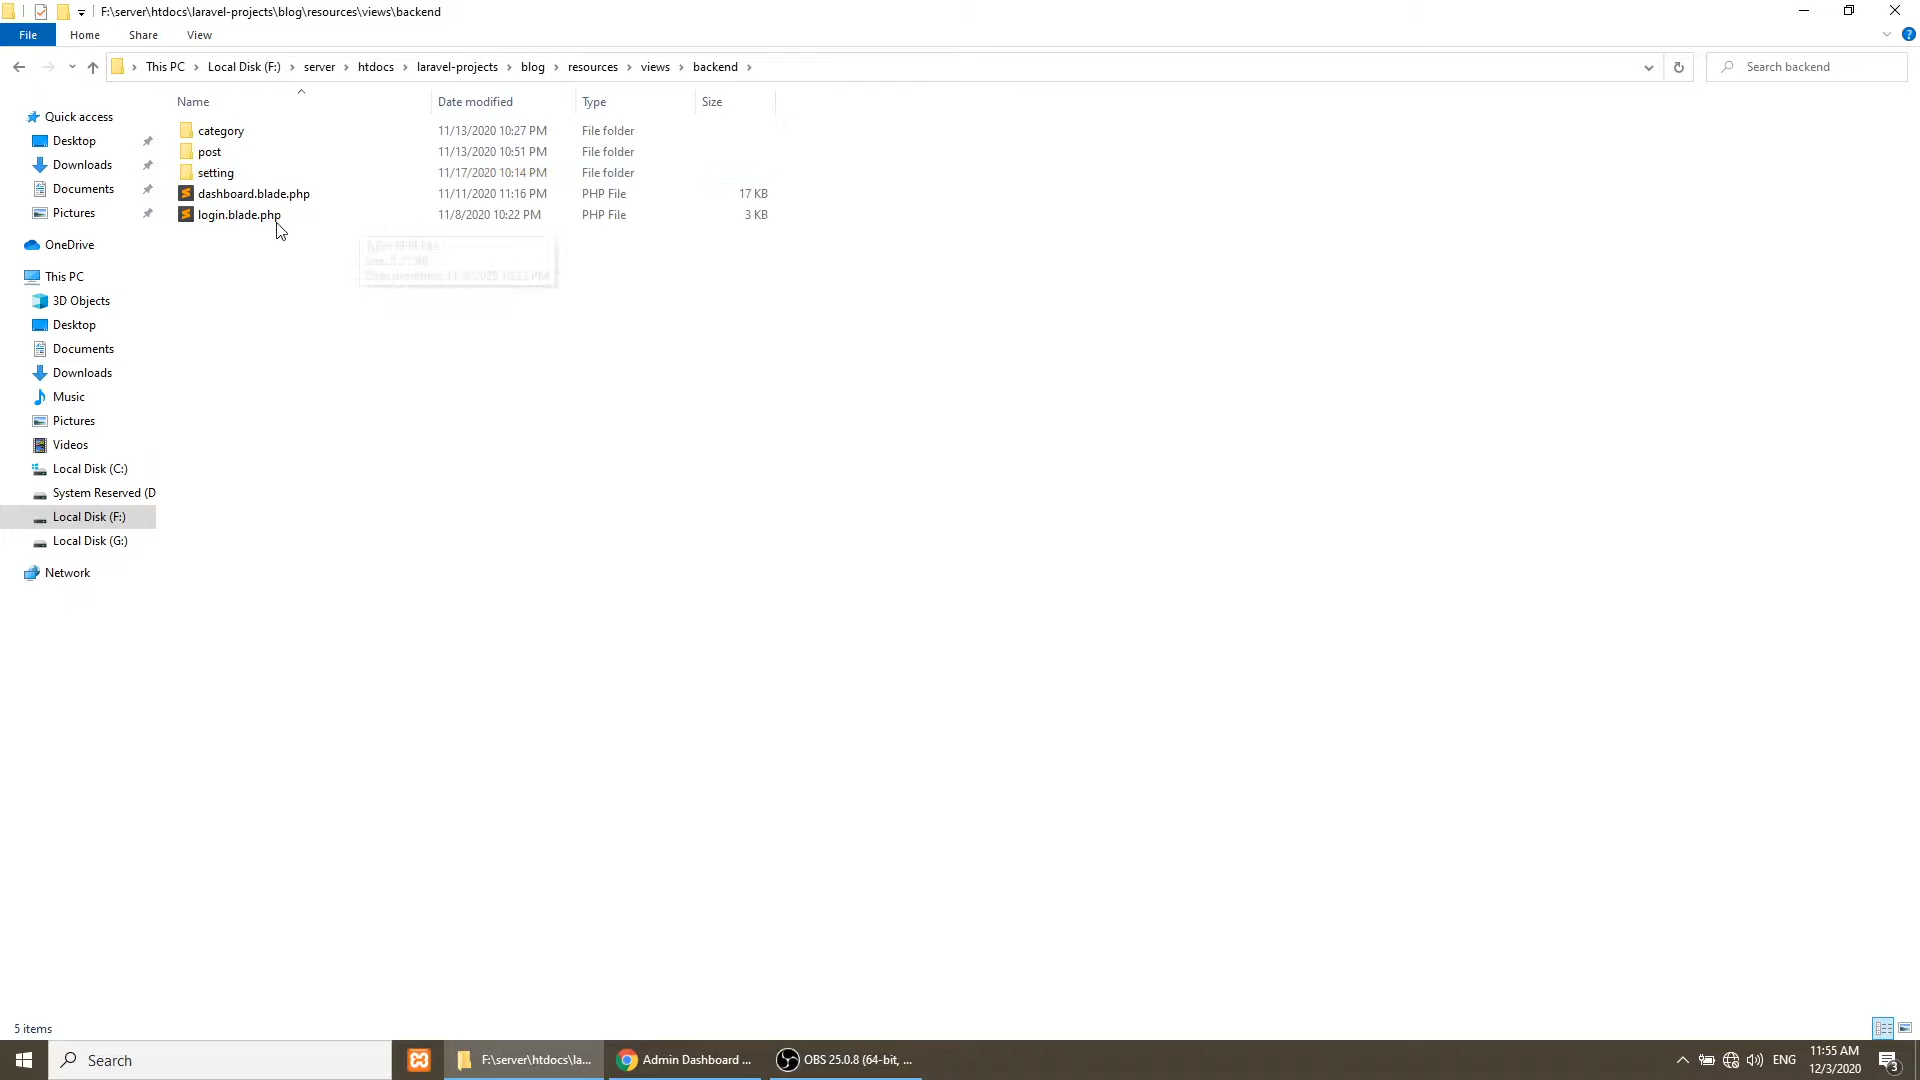 F:\server\htdocs\laravel-projects\blog\resources\views\backend
File Home Share View
This PC Local Disk (F:) server htdocs laravel-projects blog resources views backend Search backend
Name Date modified Type Size
Quick access
Desktop
Downloads
Documents
Pictures
OneDrive
This PC
3D Objects
Desktop
Documents
Downloads
Music
Pictures
Videos
Local Disk (C:)
System Reserved (D
Local Disk (F:)
Local Disk (G:)
Network
category 11/13/2020 10:27 PM File folder
post 11/13/2020 10:51 PM File folder
setting 11/17/2020 10:14 PM File folder
dashboard.blade.php 11/11/2020 11:16 PM PHP File 17 KB
login.blade.php 11/8/2020 10:22 PM PHP File 3 KB
5 items
Search F:\server\htdocs\la... Admin Dashboard ... OBS 25.0.8 (64-bit, ... ENG 11:55 AM
12/3/2020
3